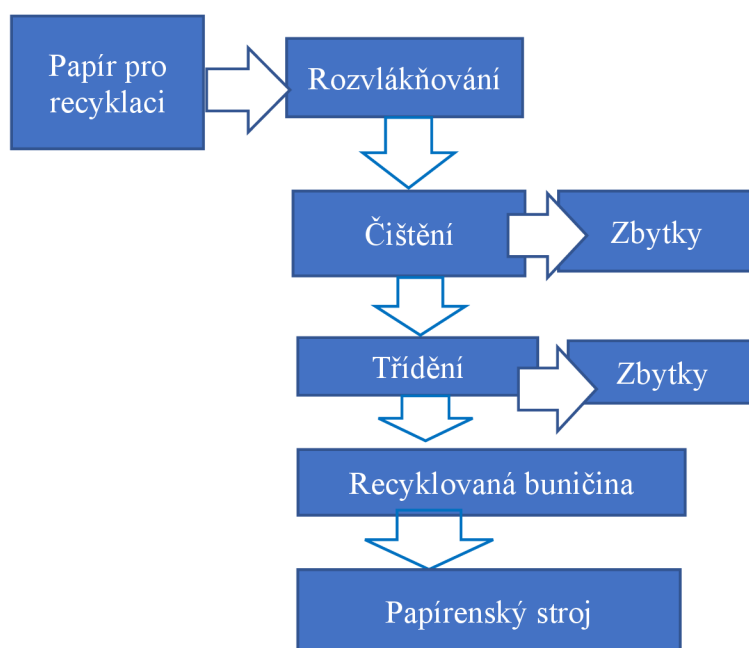 Papír pro
recyklaci
Rozvlákňování
Čištění
Zbytky
Třídění
Zbytky
Recyklovaná buničina
Papírenský stroj